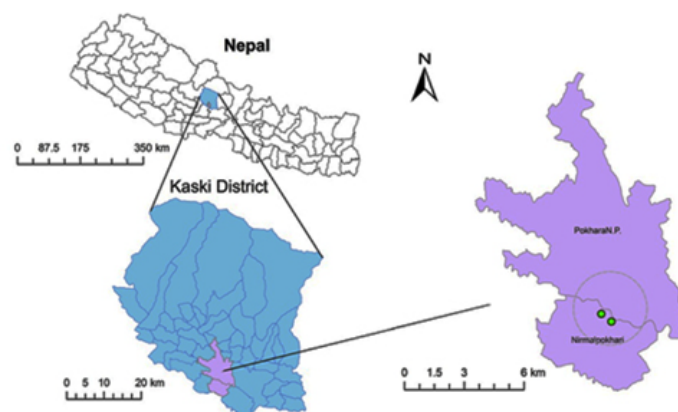 Nepal
N
0 87.5 175 350 km
Kaski District
PokharaN.P.
Nirmalpokhari
0 5 10 20 km
0 1.5 3 6 km